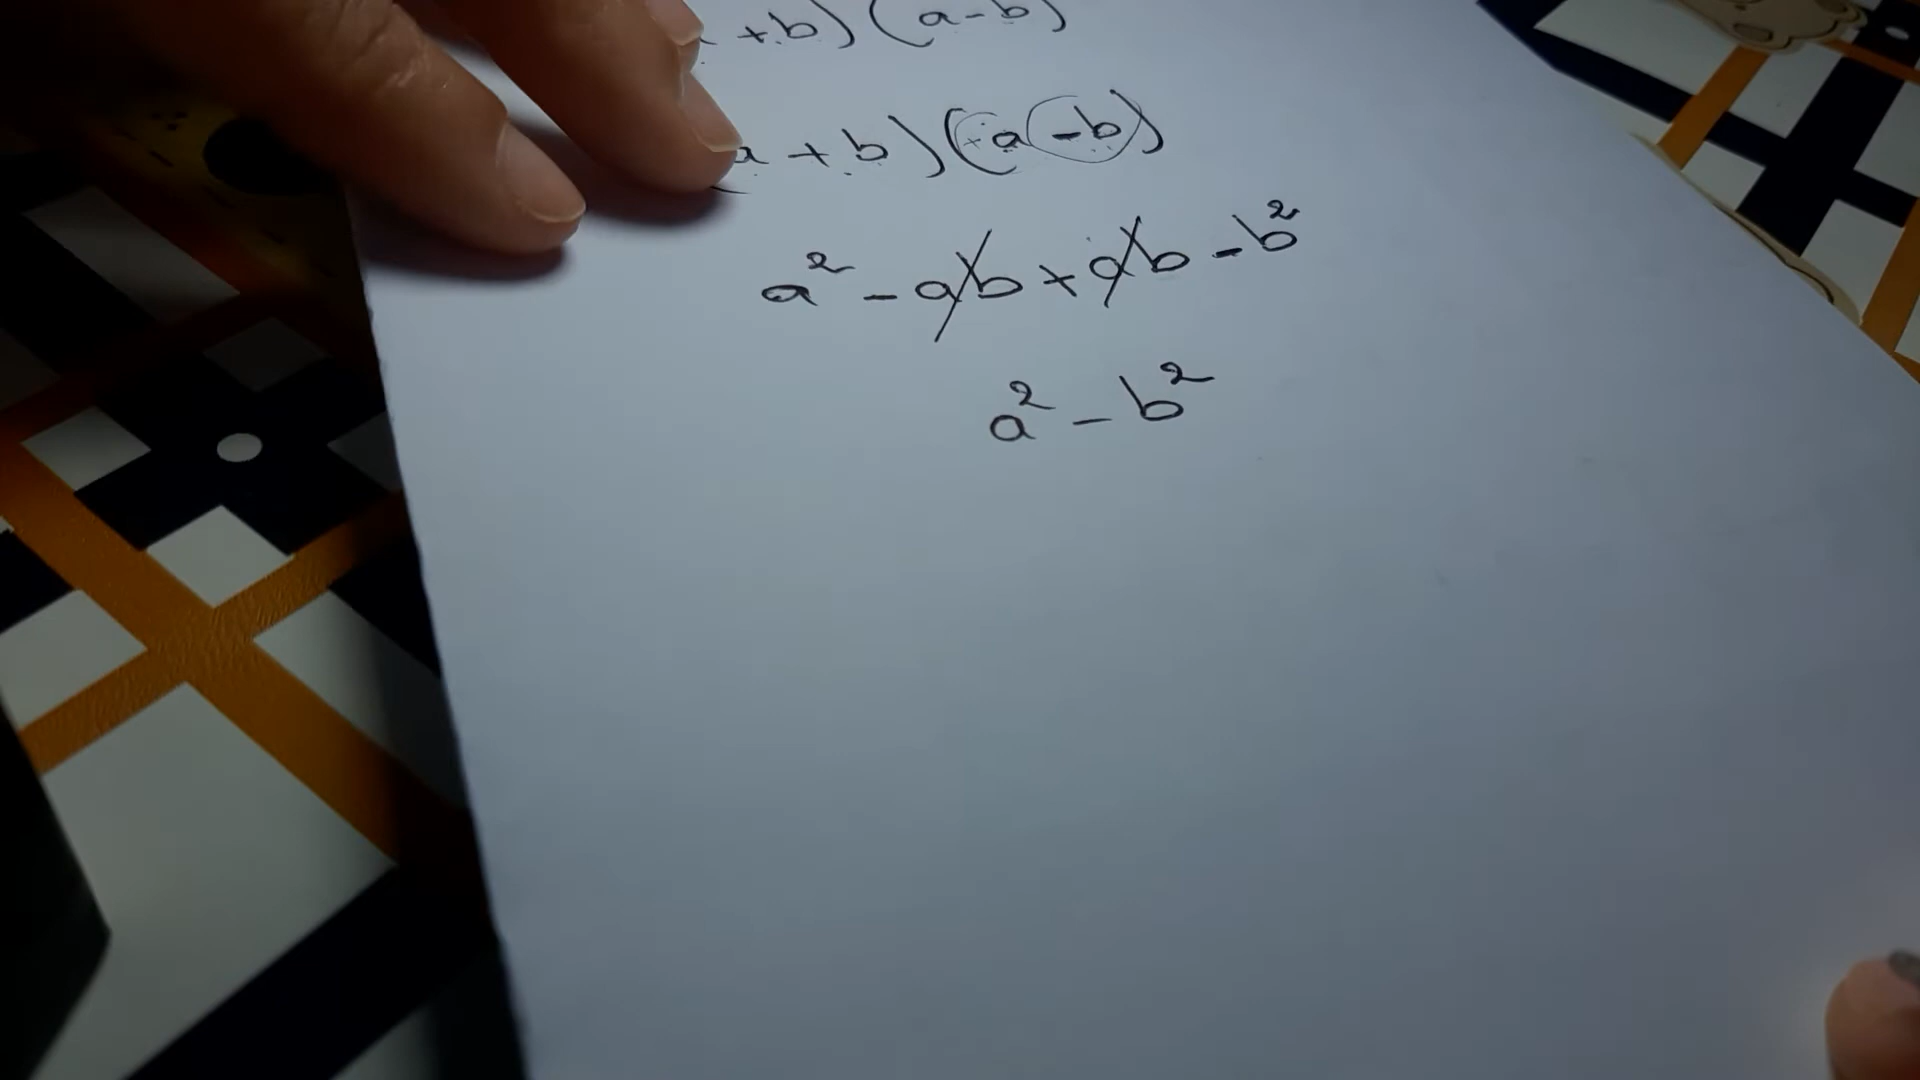 +b) (a-b)
a + b) (+a -b)
a² - ab + ab - b²
a² - b²